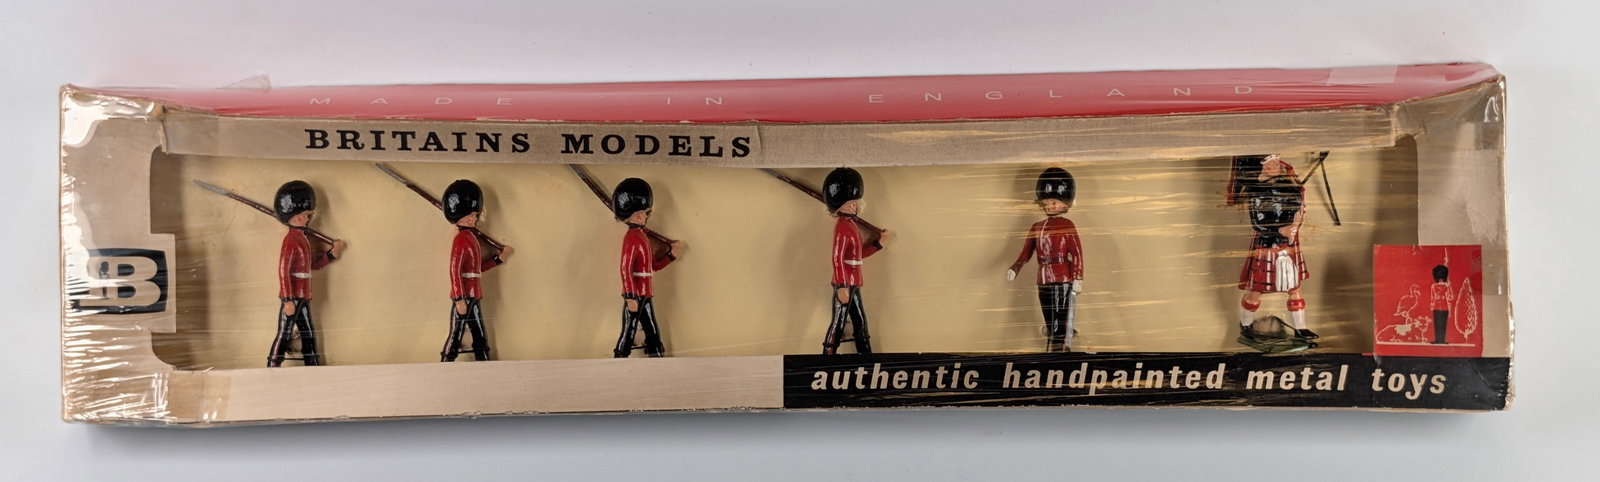 MADE IN ENGLAND
BRITAINS MODELS
B
authentic handpainted metal toys